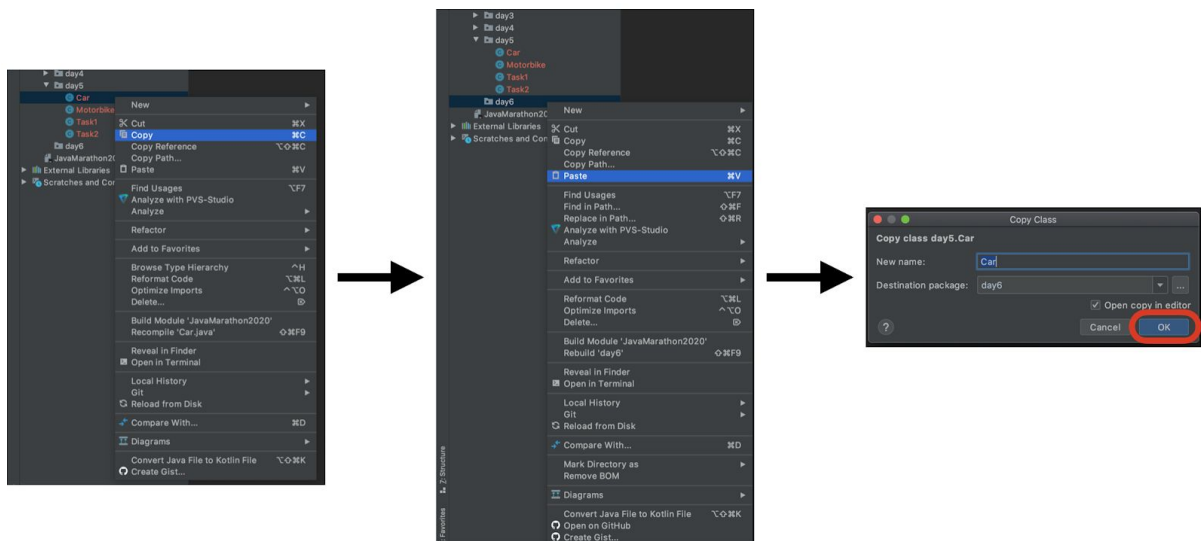 day4
day5
Car
Motorbike
Task1
Task2
day6
JavaMarathon20
External Libraries
Scratches and Cor
New
Cut ⌘X
Copy ⌘C
Copy Reference ⌥⇧⌘C
Copy Path...
Paste ⌘V
Find Usages ⌥F7
Analyze with PVS-Studio
Analyze
Refactor
Add to Favorites
Browse Type Hierarchy ^H
Reformat Code ⌥⌘L
Optimize Imports ^⌥O
Delete... ⌦
Build Module 'JavaMarathon2020'
Recompile 'Car.java' ⇧⌘F9
Reveal in Finder
Open in Terminal
Local History
Git
Reload from Disk
Compare With... ⌘D
Diagrams
Convert Java File to Kotlin File ⌥⇧⌘K
Create Gist...
day3
day4
day5
Car
Motorbike
Task1
Task2
day6
JavaMarathon20
External Libraries
Scratches and Con
New
Cut ⌘X
Copy ⌘C
Copy Reference ⌥⇧⌘C
Copy Path...
Paste ⌘V
Find Usages ⌥F7
Find in Path... ⇧⌘F
Replace in Path... ⇧⌘R
Analyze with PVS-Studio
Analyze
Refactor
Add to Favorites
Reformat Code ⌥⌘L
Optimize Imports ^⌥O
Delete... ⌦
Build Module 'JavaMarathon2020'
Rebuild 'day6' ⇧⌘F9
Reveal in Finder
Open in Terminal
Local History
Git
Reload from Disk
Compare With... ⌘D
Mark Directory as
Remove BOM
Diagrams
Convert Java File to Kotlin File ⌥⇧⌘K
Open on GitHub
Create Gist...
Z: Structure
Favorites
Copy Class
Copy class day5.Car
New name: Car
Destination package: day6 ...
Open copy in editor
? Cancel OK